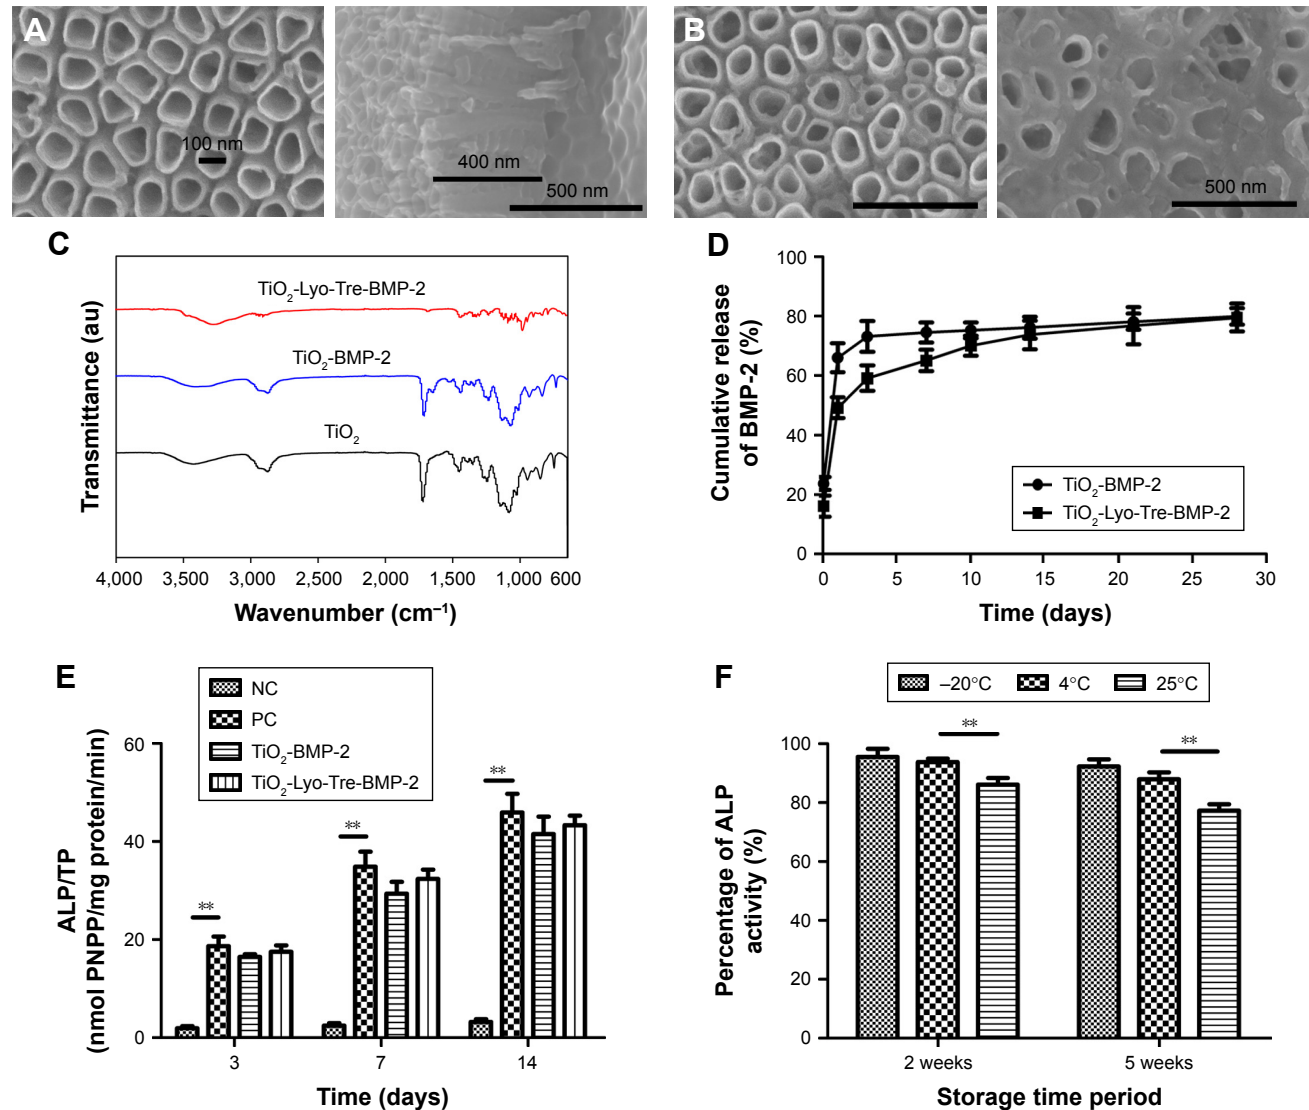 A
100 nm
400 nm
500 nm
B
500 nm
C
Transmittance (au)
TiO2-Lyo-Tre-BMP-2
TiO2-BMP-2
TiO2
4,000 3,500 3,000 2,500 2,000 1,500 1,000 600
Wavenumber (cm–1)
D
Cumulative release
of BMP-2 (%)
100
80
60
40
20
0
TiO2-BMP-2
TiO2-Lyo-Tre-BMP-2
0 5 10 15 20 25 30
Time (days)
E
NC
PC
TiO2-BMP-2
TiO2-Lyo-Tre-BMP-2
ALP/TP
(nmol PNPP/mg protein/min)
60
40
20
0
**
**
**
3 7 14
Time (days)
F
–20°C 4°C 25°C
Percentage of ALP
activity (%)
100
80
60
40
20
0
**
**
2 weeks 5 weeks
Storage time period